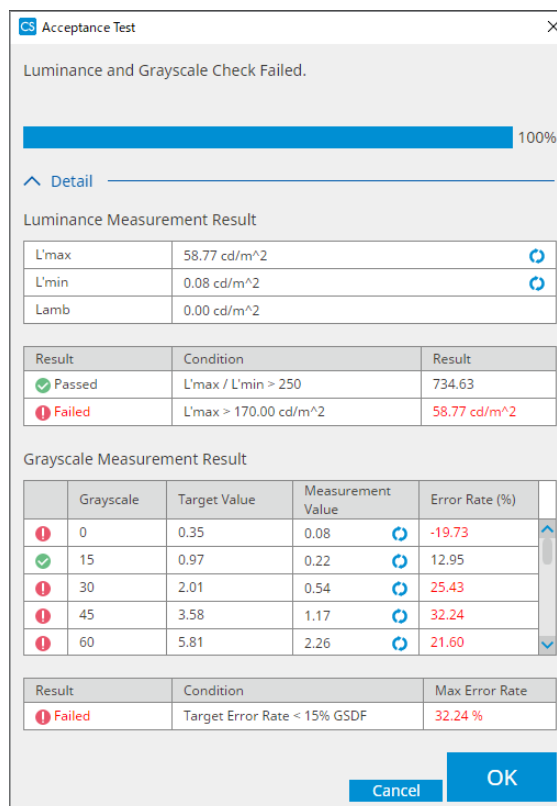 CS Acceptance Test
Luminance and Grayscale Check Failed.
100%
Detail
Luminance Measurement Result
L'max 58.77 cd/m^2
L'min 0.08 cd/m^2
Lamb 0.00 cd/m^2
Result Condition Result
Passed L'max / L'min > 250 734.63
Failed L'max > 170.00 cd/m^2 58.77 cd/m^2
Grayscale Measurement Result
Grayscale Target Value Measurement Value Error Rate (%)
0 0.35 0.08 -19.73
15 0.97 0.22 12.95
30 2.01 0.54 25.43
45 3.58 1.17 32.24
60 5.81 2.26 21.60
Result Condition Max Error Rate
Failed Target Error Rate < 15% GSDF 32.24 %
Cancel OK